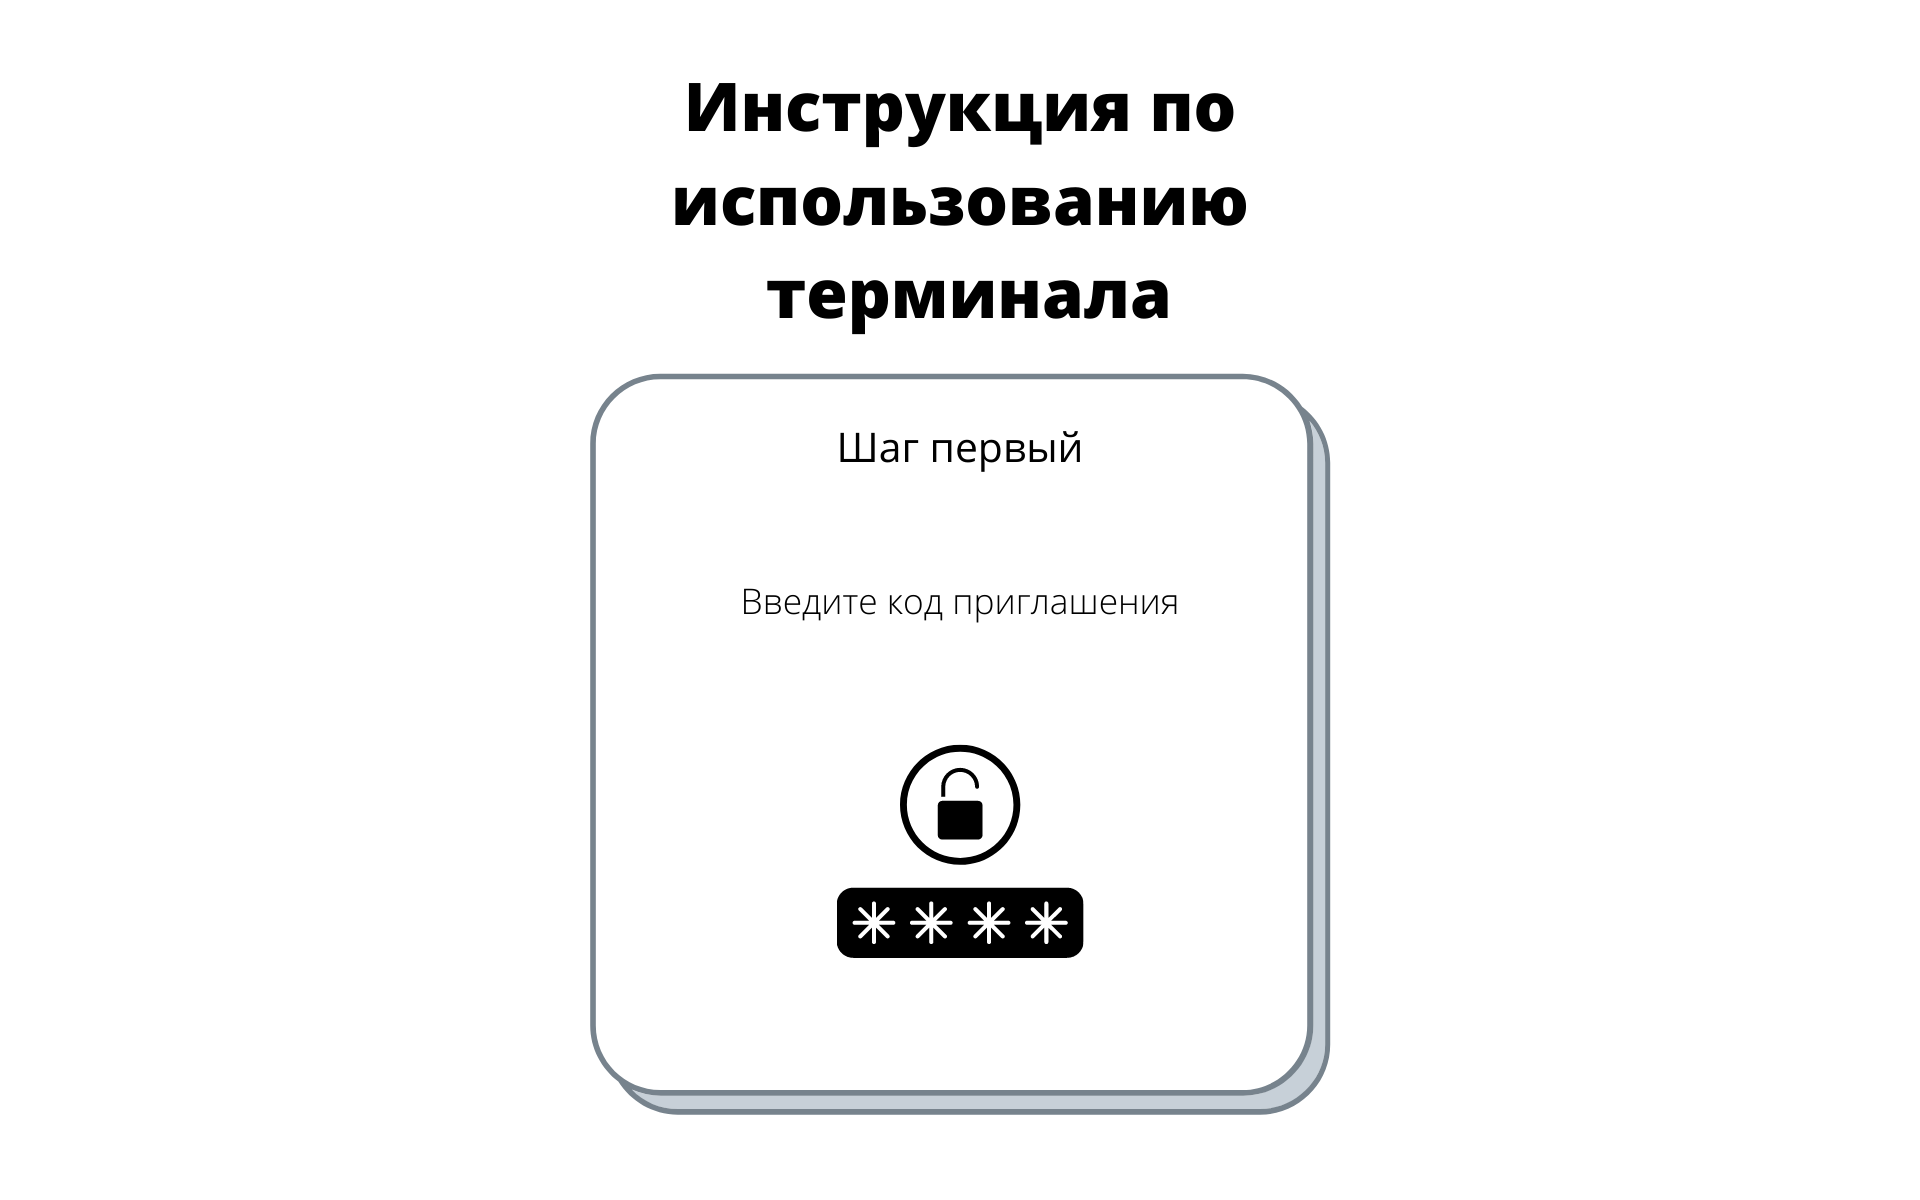 Инструкция по
использованию
терминала
Шаг первый
Введите код приглашения
****